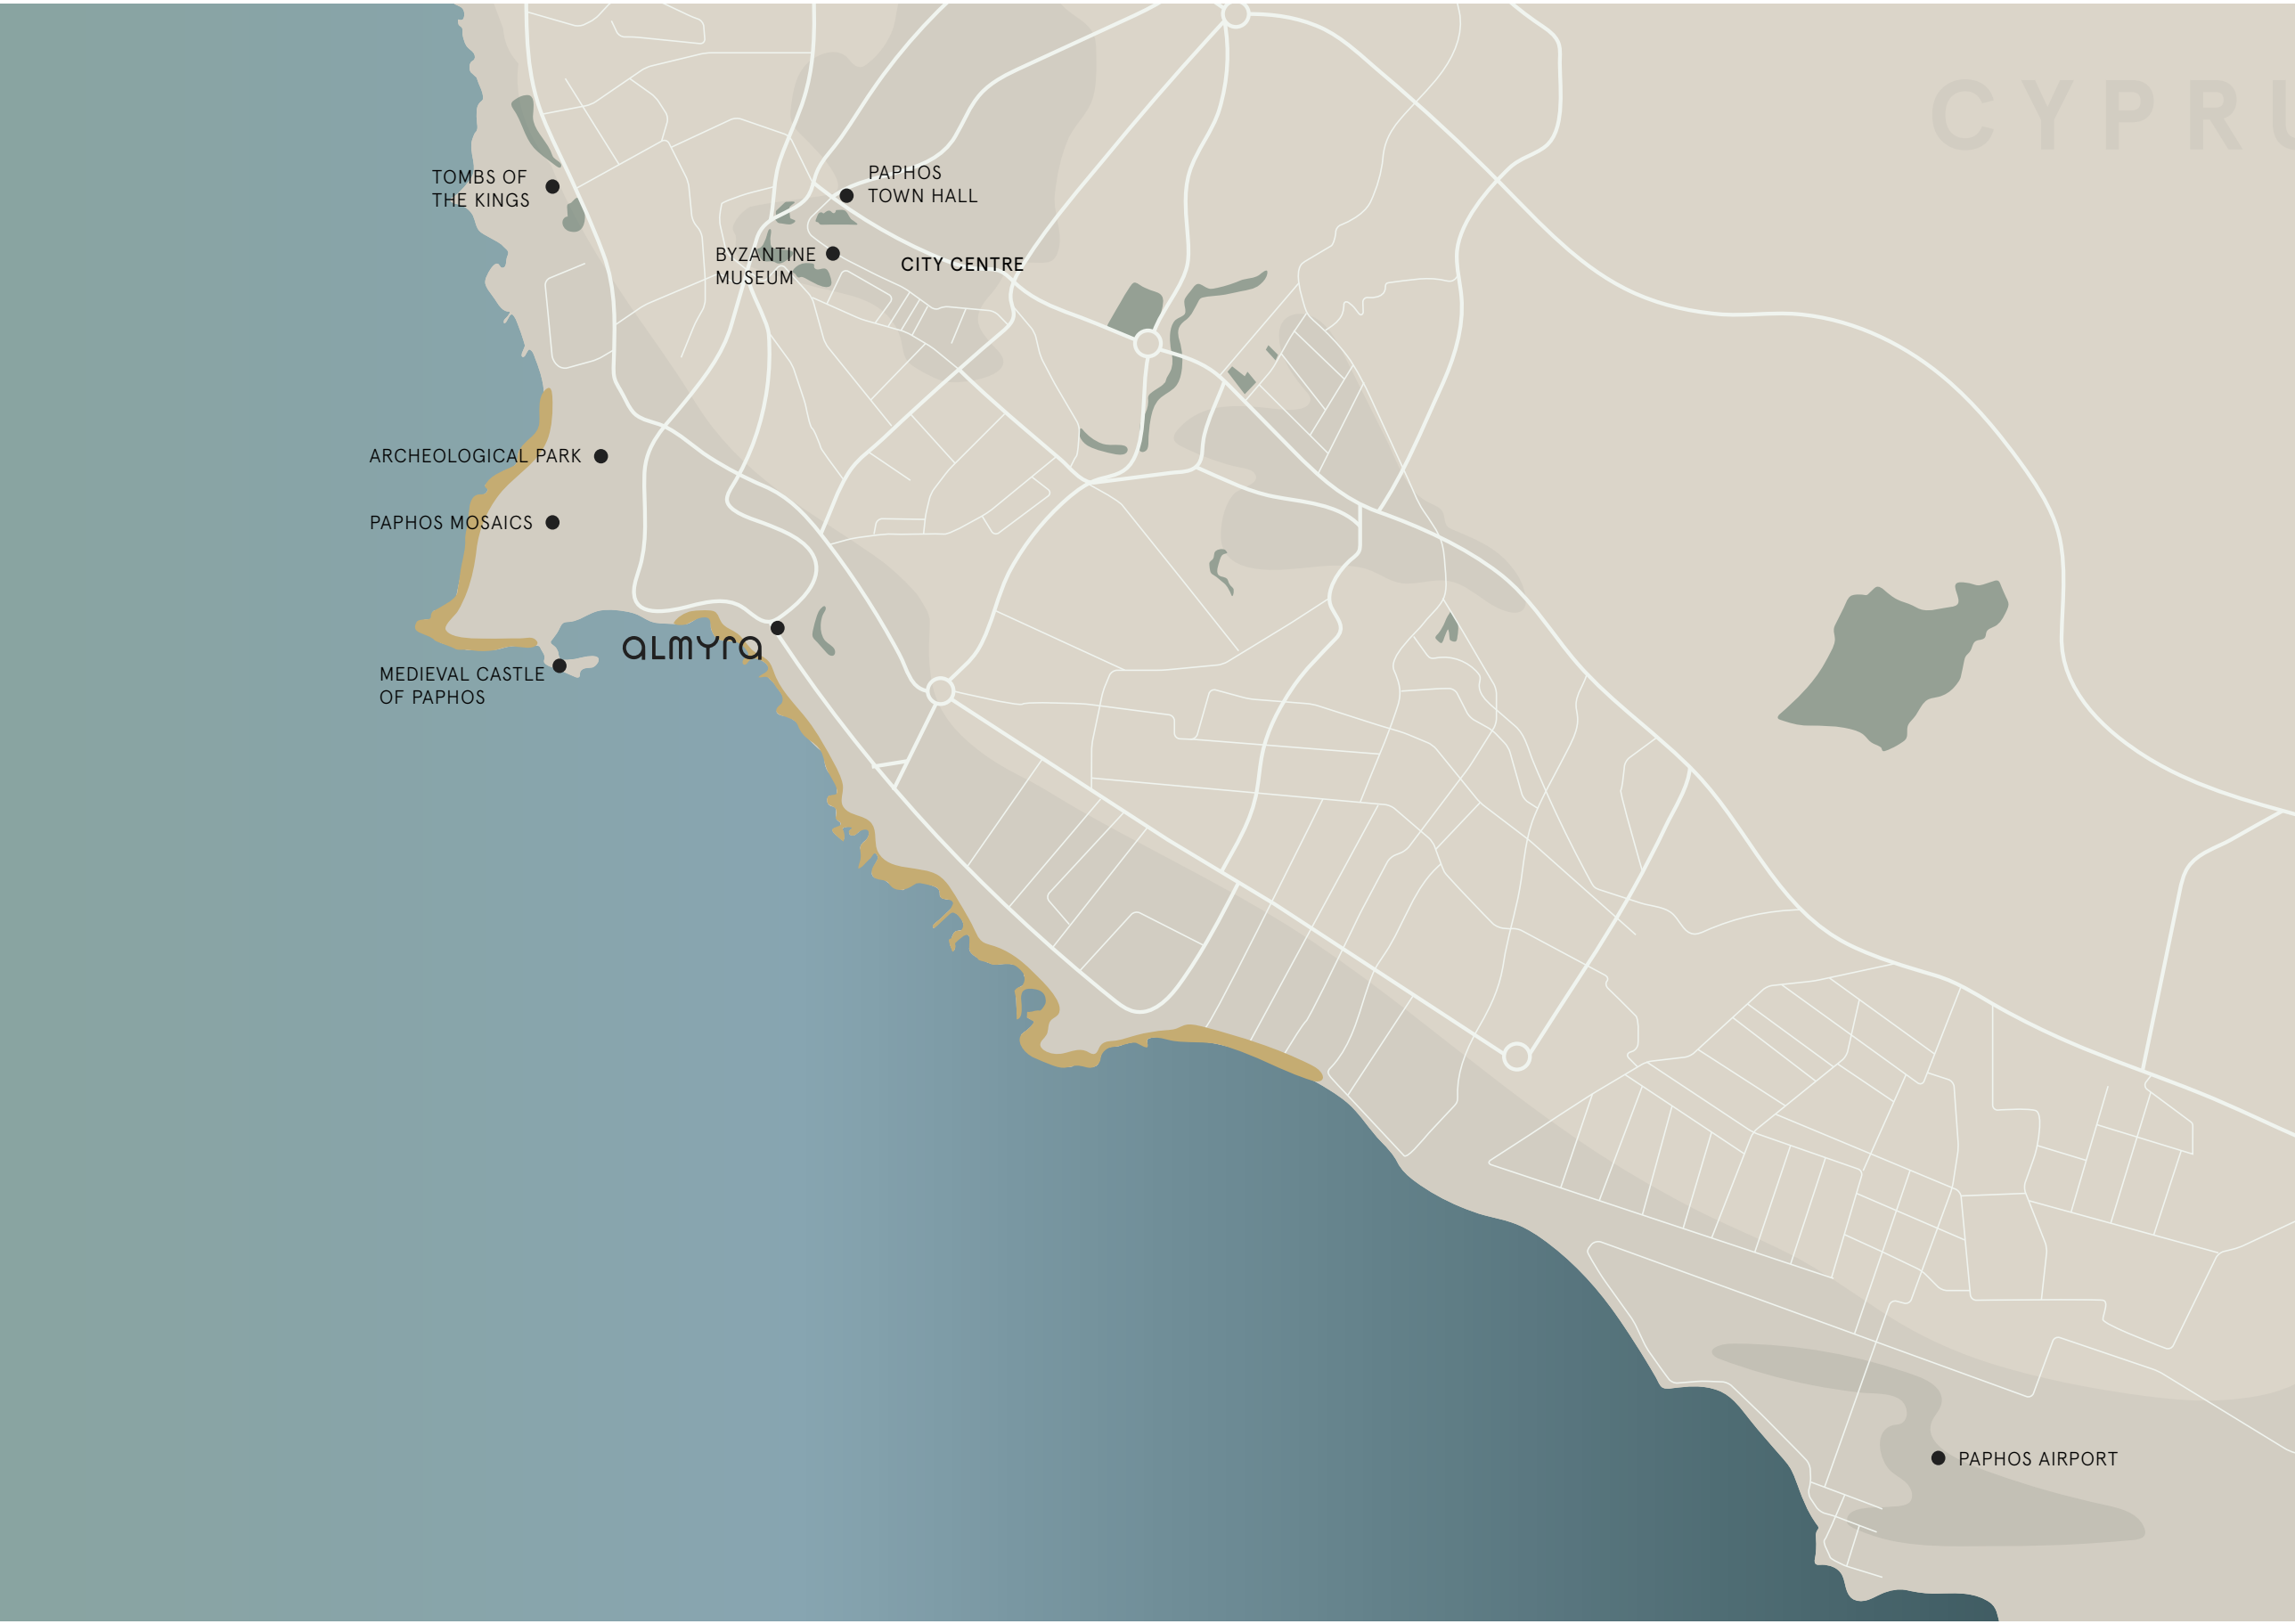 CYPRU
TOMBS OF
THE KINGS
PAPHOS
TOWN HALL
BYZANTINE
MUSEUM
CITY CENTRE
ARCHEOLOGICAL PARK
PAPHOS MOSAICS
almyra
MEDIEVAL CASTLE
OF PAPHOS
PAPHOS AIRPORT